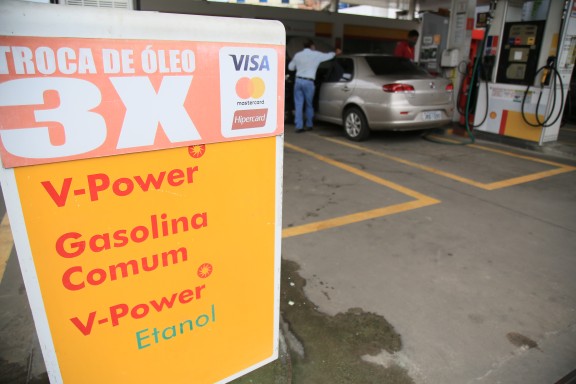 TROCA DE ÓLEO
3X
VISA
mastercard
Hipercard
V-Power
Gasolina
Comum
V-Power
Etanol